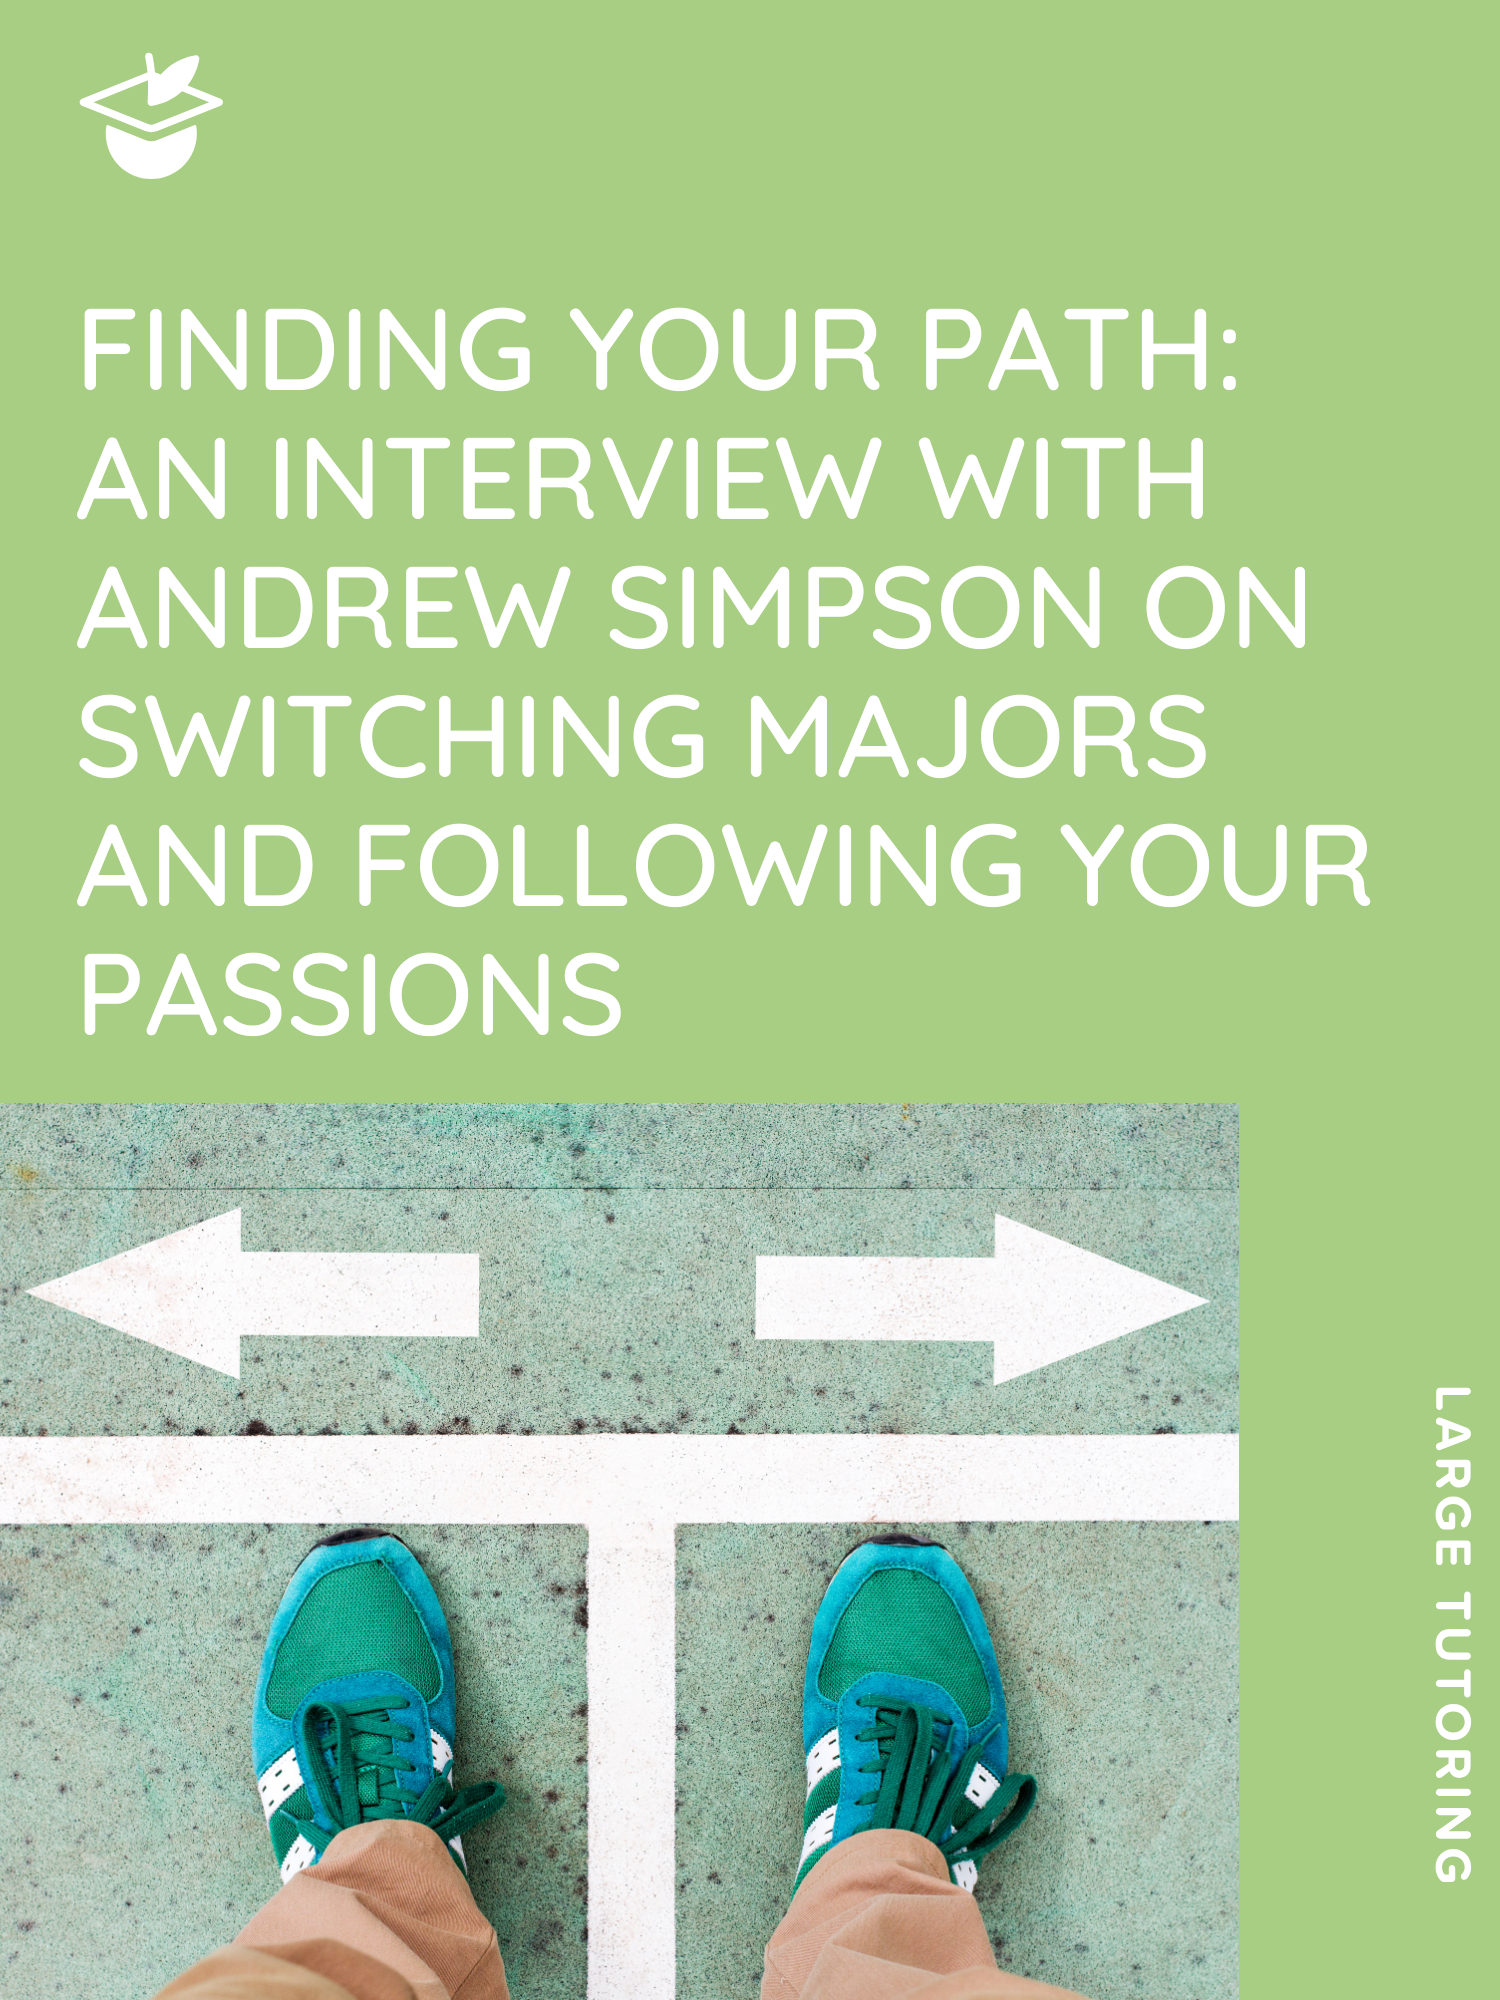 FINDING YOUR PATH:
AN INTERVIEW WITH
ANDREW SIMPSON ON
SWITCHING MAJORS
AND FOLLOWING YOUR
PASSIONS
LARGE TUTORING